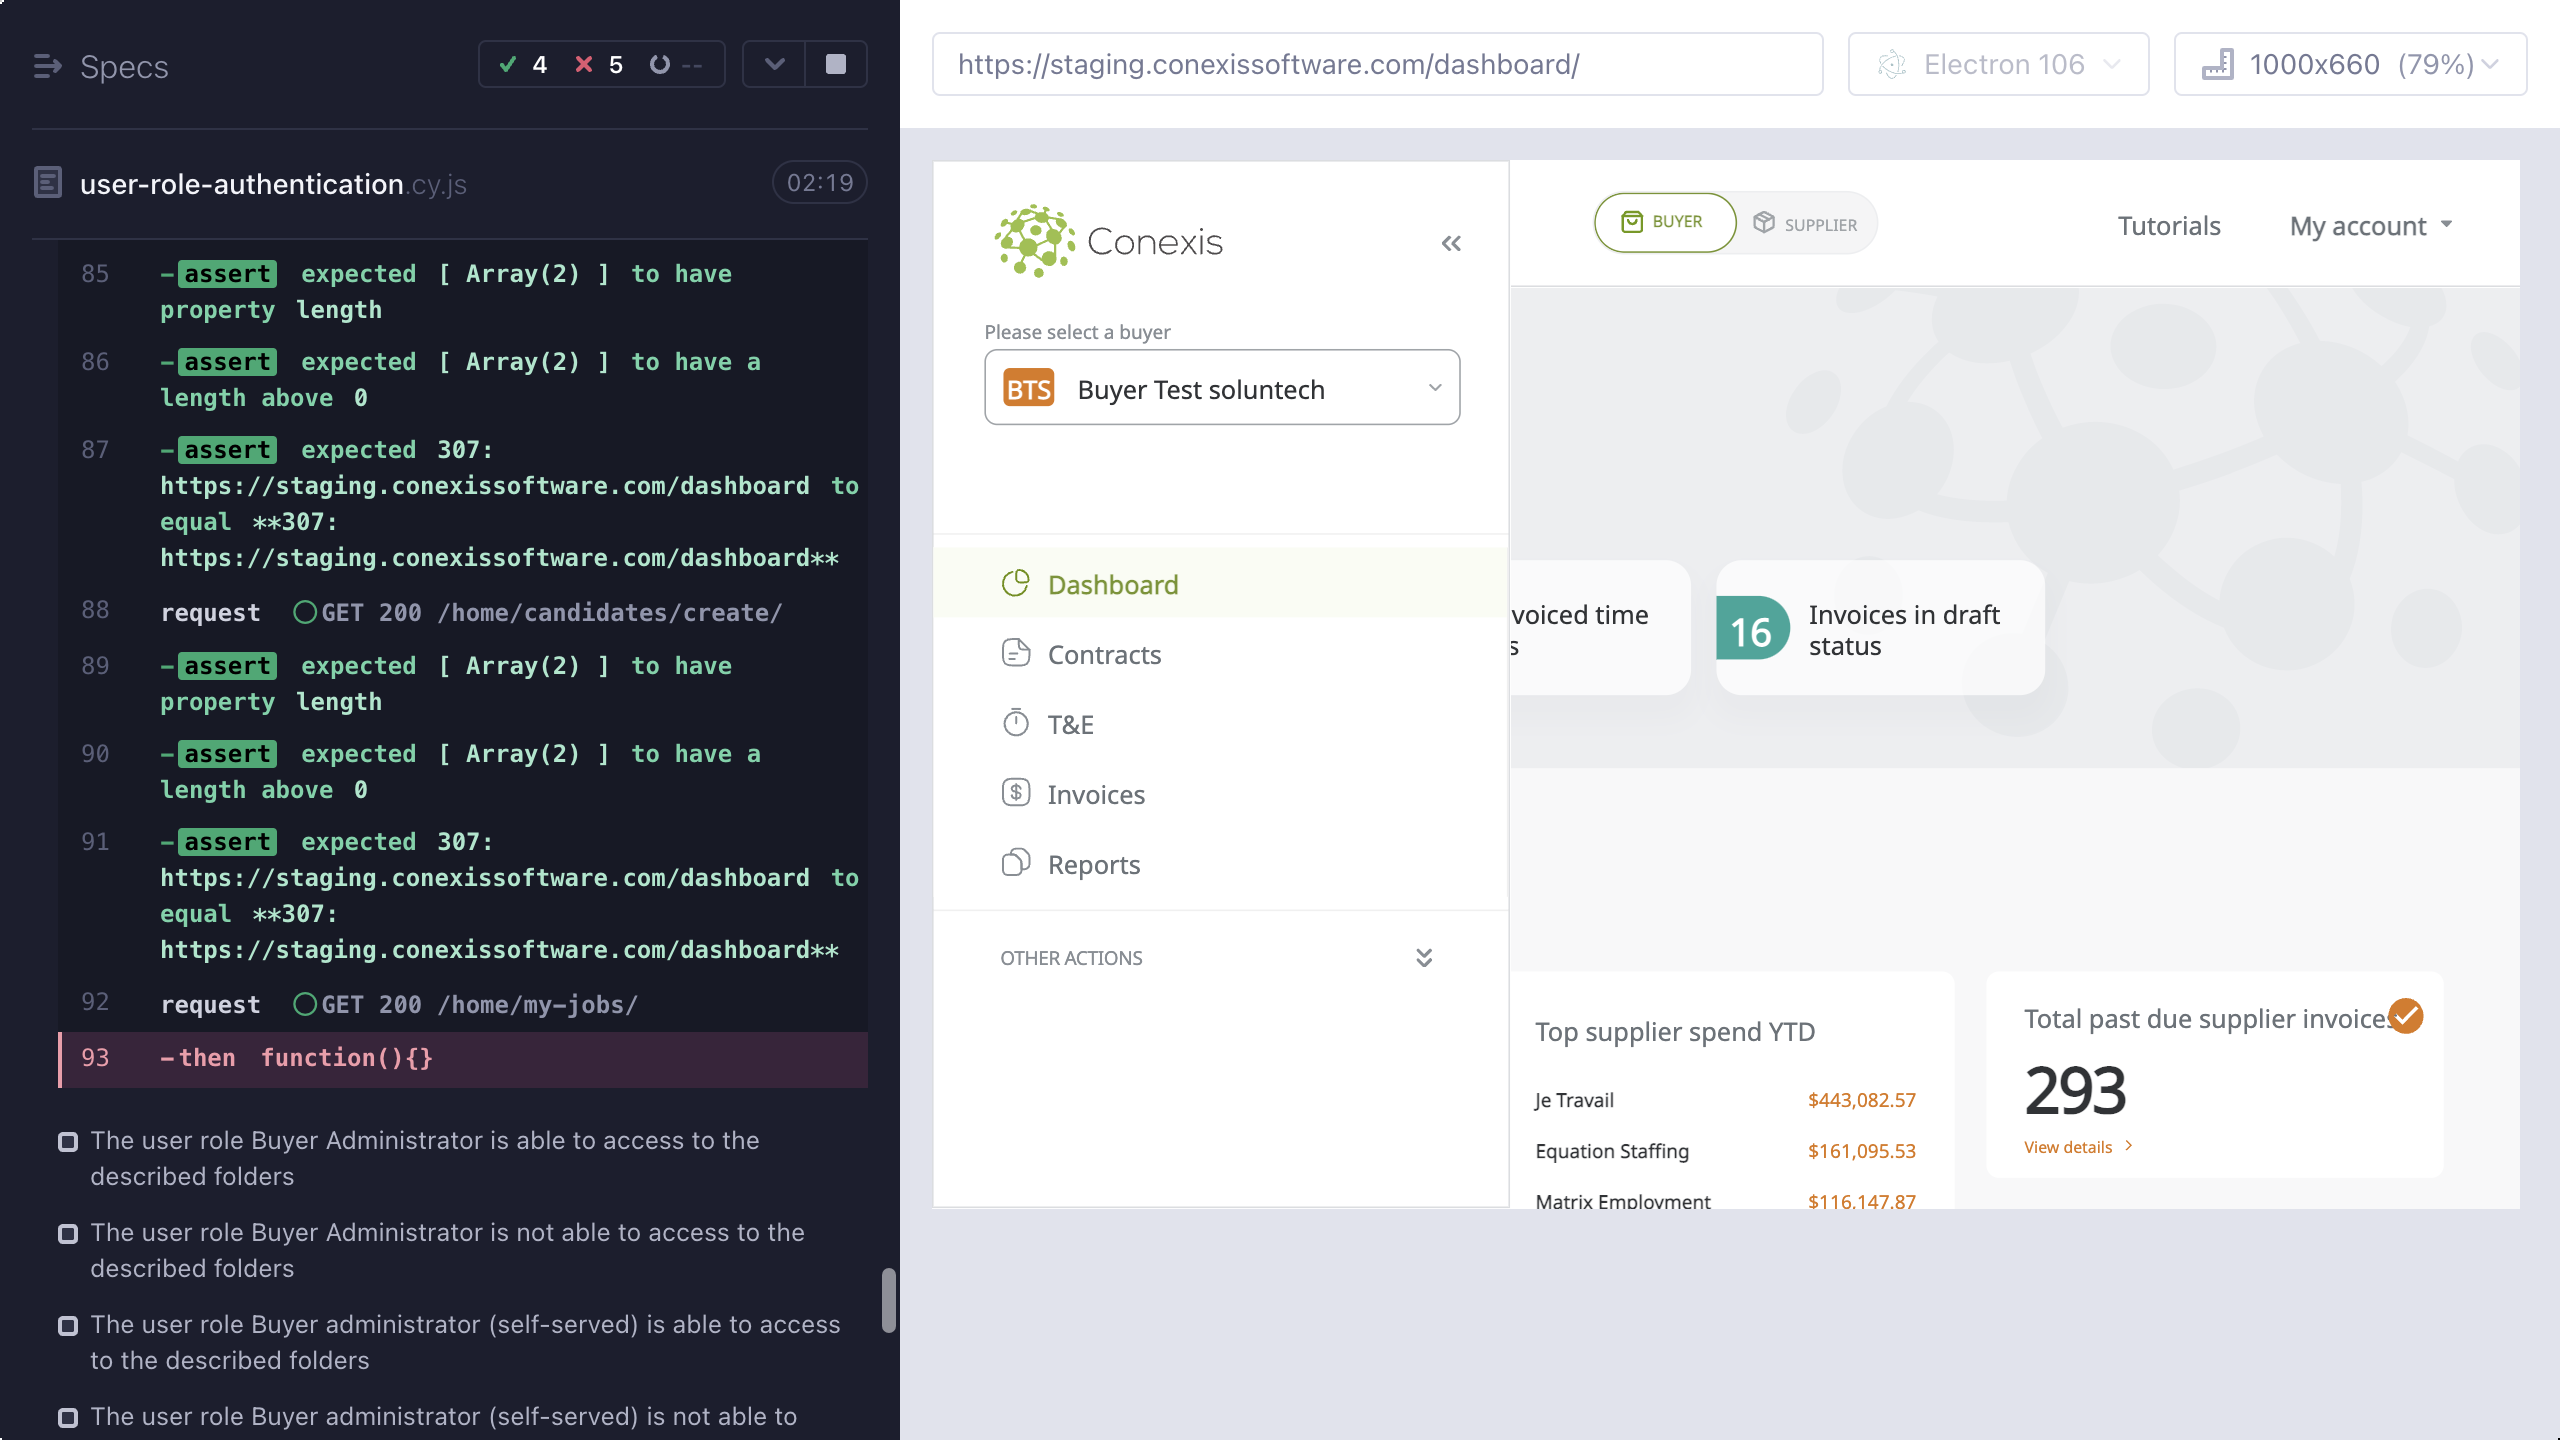 Specs
4
5
--
user-role-authentication.cy.js
02:19
85 -assert expected [ Array(2) ] to have
property length
86 -assert expected [ Array(2) ] to have a
length above 0
87 -assert expected 307:
https://staging.conexissoftware.com/dashboard to
equal **307:
https://staging.conexissoftware.com/dashboard**
88 request GET 200 /home/candidates/create/
89 -assert expected [ Array(2) ] to have
property length
90 -assert expected [ Array(2) ] to have a
length above 0
91 -assert expected 307:
https://staging.conexissoftware.com/dashboard to
equal **307:
https://staging.conexissoftware.com/dashboard**
92 request GET 200 /home/my-jobs/
93 -then function(){}
The user role Buyer Administrator is able to access to the
described folders
The user role Buyer Administrator is not able to access to the
described folders
The user role Buyer administrator (self-served) is able to access
to the described folders
The user role Buyer administrator (self-served) is not able to
https://staging.conexissoftware.com/dashboard/
Electron 106
1000x660 (79%)
Conexis
Please select a buyer
BTS Buyer Test soluntech
Dashboard
Contracts
T&E
Invoices
Reports
OTHER ACTIONS
BUYER
SUPPLIER
Tutorials
My account
voiced time
s
16
Invoices in draft
status
Top supplier spend YTD
Je Travail $443,082.57
Equation Staffing $161,095.53
Matrix Employment $116,147.87
Total past due supplier invoices
293
View details